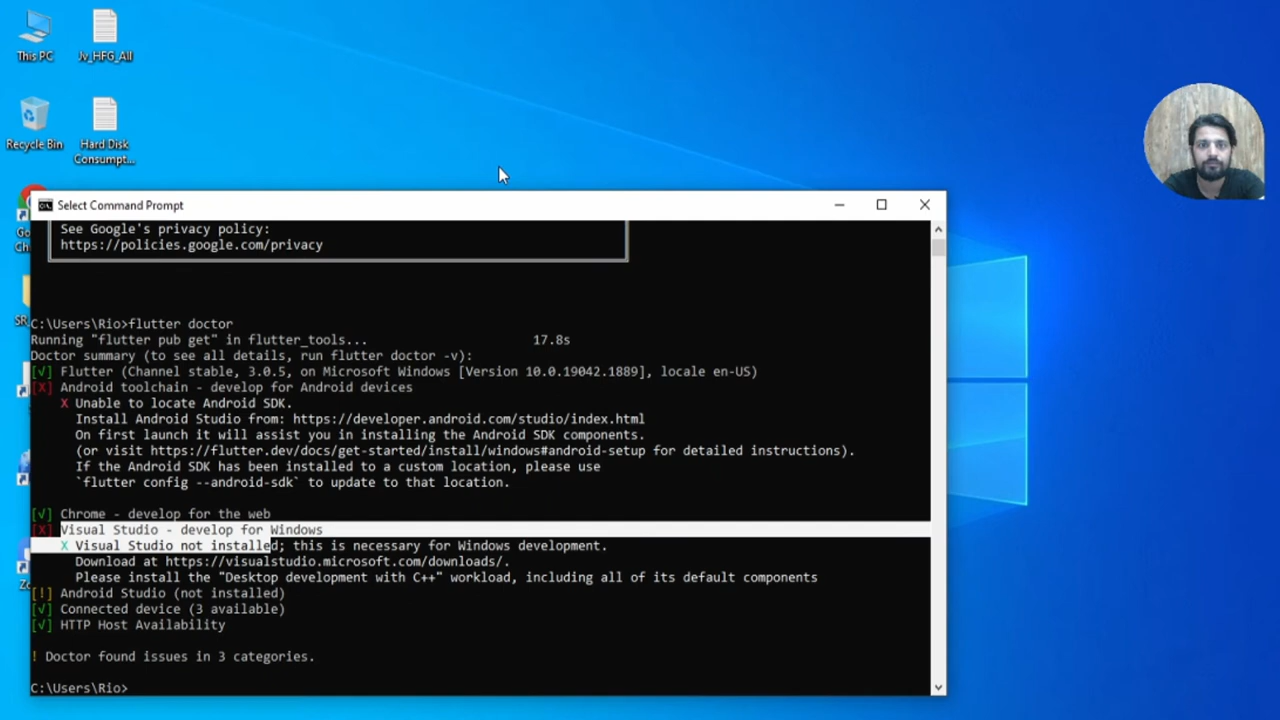 This PC
Jv_HFG_All
Recycle Bin
Hard Disk
Consumpt...
Select Command Prompt
See Google's privacy policy:
https://policies.google.com/privacy
C:\Users\Rio>flutter doctor
Running "flutter pub get" in flutter_tools... 17.8s
Doctor summary (to see all details, run flutter doctor -v):
[√] Flutter (Channel stable, 3.0.5, on Microsoft Windows [Version 10.0.19042.1889], locale en-US)
[X] Android toolchain - develop for Android devices
X Unable to locate Android SDK.
Install Android Studio from: https://developer.android.com/studio/index.html
On first launch it will assist you in installing the Android SDK components.
(or visit https://flutter.dev/docs/get-started/install/windows#android-setup for detailed instructions).
If the Android SDK has been installed to a custom location, please use
`flutter config --android-sdk` to update to that location.
[√] Chrome - develop for the web
[X] Visual Studio - develop for Windows
X Visual Studio not installed; this is necessary for Windows development.
Download at https://visualstudio.microsoft.com/downloads/.
Please install the "Desktop development with C++" workload, including all of its default components
[!] Android Studio (not installed)
[√] Connected device (3 available)
[√] HTTP Host Availability
! Doctor found issues in 3 categories.
C:\Users\Rio>